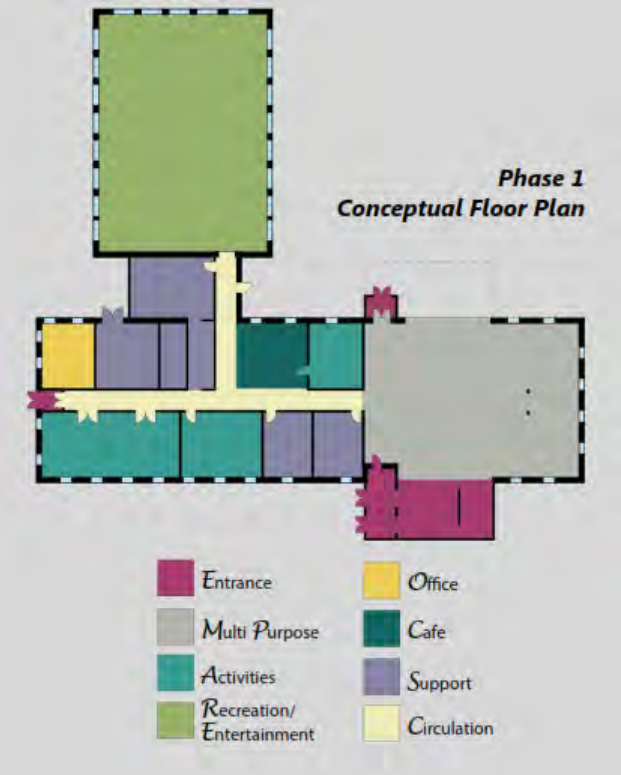 Phase 1
Conceptual Floor Plan
Entrance
Office
Multi Purpose
Cafe
Activities
Support
Recreation/
Entertainment
Circulation